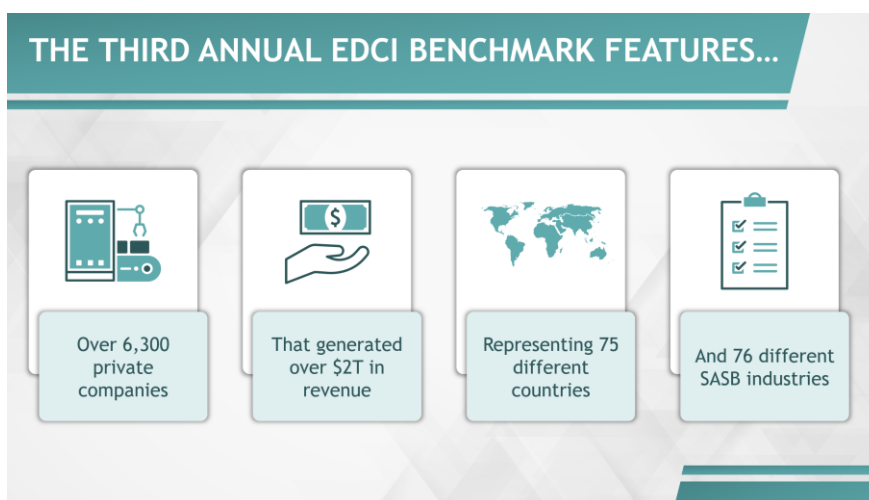 THE THIRD ANNUAL EDCI BENCHMARK FEATURES...
$
Over 6,300
private
companies
That generated
over $2T in
revenue
Representing 75
different
countries
And 76 different
SASB industries